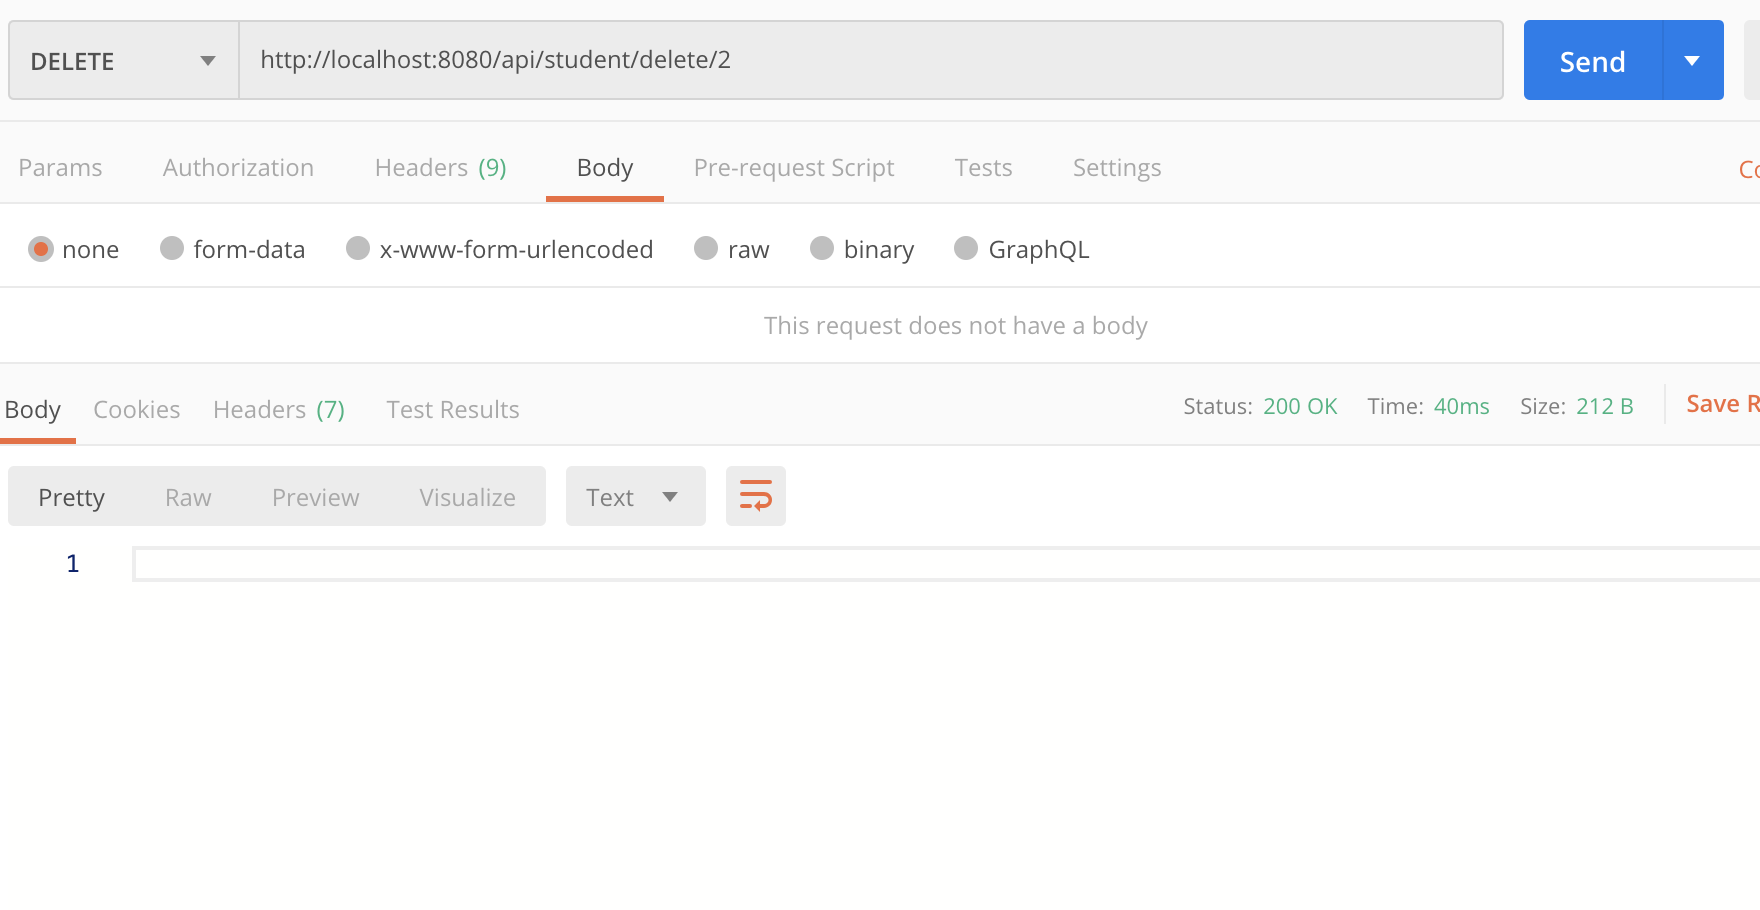 DELETE http://localhost:8080/api/student/delete/2 Send
Params Authorization Headers (9) Body Pre-request Script Tests Settings Co
none form-data x-www-form-urlencoded raw binary GraphQL
This request does not have a body
Body Cookies Headers (7) Test Results Status: 200 OK Time: 40ms Size: 212 B Save R
Pretty Raw Preview Visualize Text
1